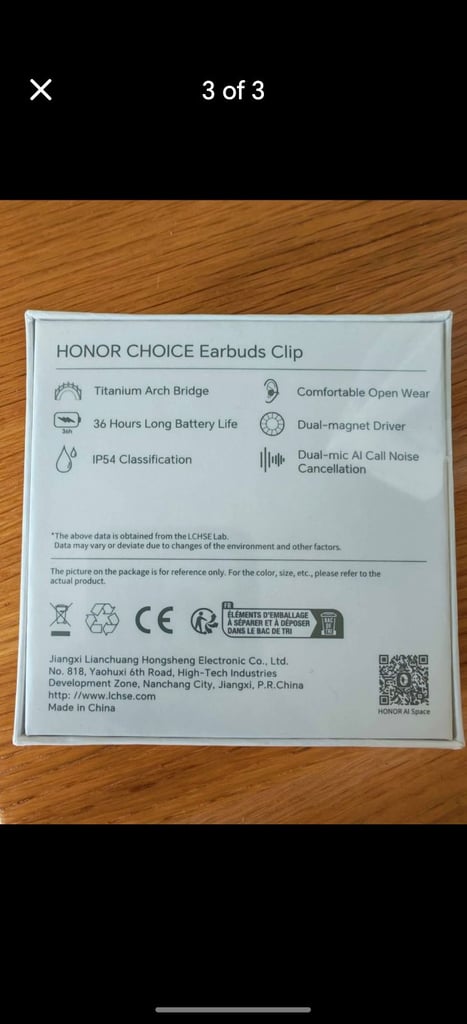 3 of 3
HONOR CHOICE Earbuds Clip
Titanium Arch Bridge
Comfortable Open Wear
36h
36 Hours Long Battery Life
Dual-magnet Driver
IP54 Classification
Dual-mic AI Call Noise
Cancellation
*The above data is obtained from the LCHSE Lab.
Data may vary or deviate due to changes of the environment and other factors.
The picture on the package is for reference only. For the color, size, etc., please refer to the
actual product.
CE
FR
ÉLÉMENTS D'EMBALLAGE
À SÉPARER ET À DÉPOSER
DANS LE BAC DE TRI
BAC
DE
TRI
Jiangxi Lianchuang Hongsheng Electronic Co., Ltd.
No. 818, Yaohuxi 6th Road, High-Tech Industries
Development Zone, Nanchang City, Jiangxi, P.R.China
http: //www.lchse.com
Made in China
HONOR AI Space